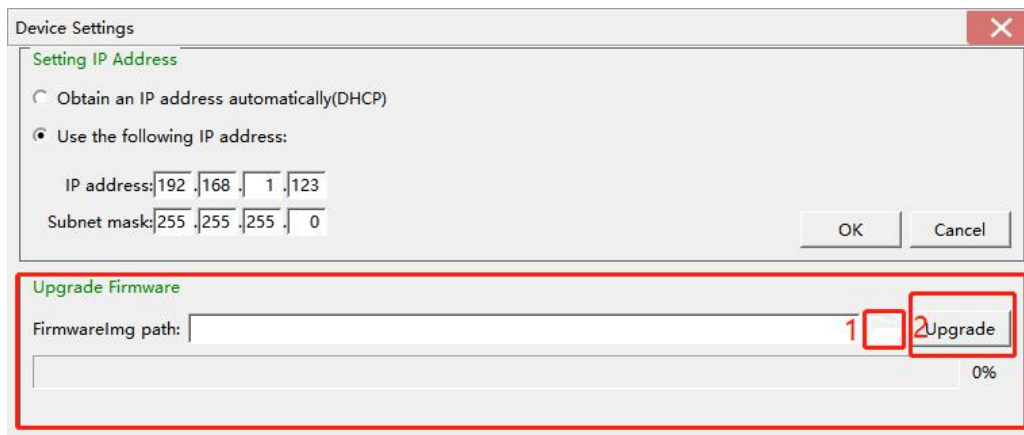 Device Settings
Setting IP Address
Obtain an IP address automatically(DHCP)
Use the following IP address:
IP address: 192 . 168 . 1 . 123
Subnet mask: 255 . 255 . 255 . 0
OK Cancel
Upgrade Firmware
FirmwareImg path: 1 2 Upgrade
0%